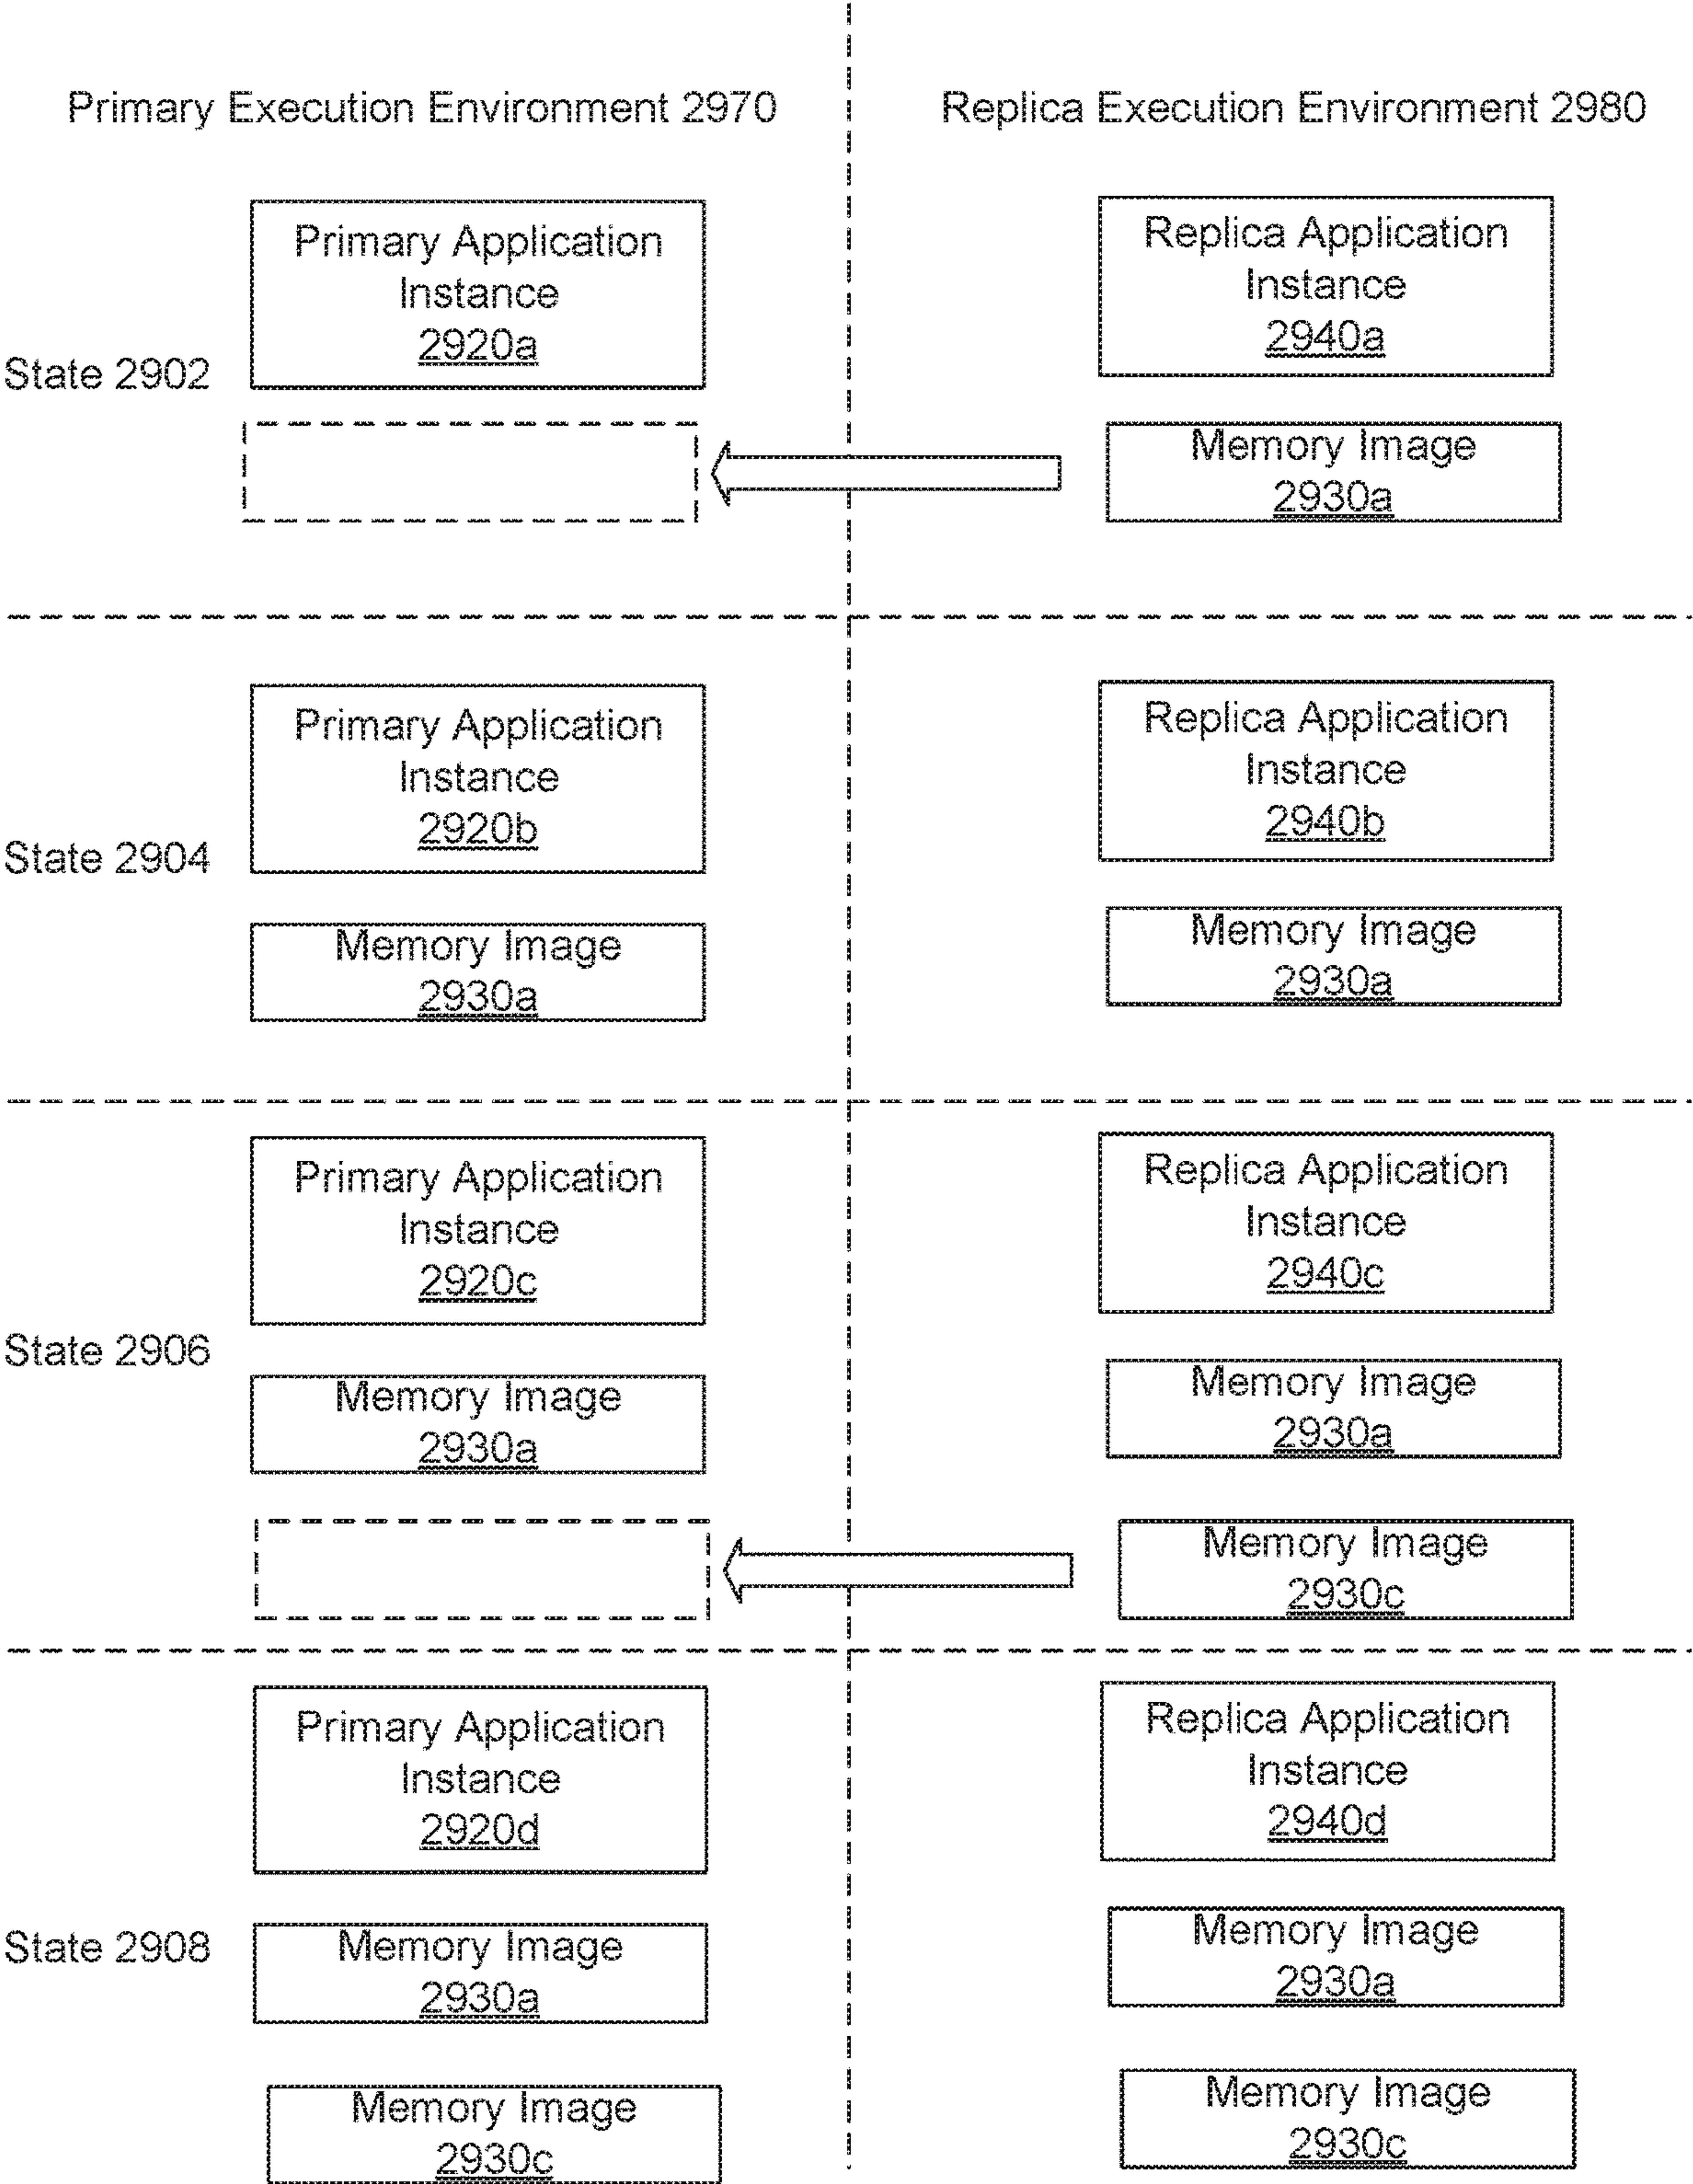 Primary Execution Environment 2970
Replica Execution Environment 2980
State 2902
Primary Application
Instance
2920a
Replica Application
Instance
2940a
Memory Image
2930a
State 2904
Primary Application
Instance
2920b
Memory Image
2930a
Replica Application
Instance
2940b
Memory Image
2930a
State 2906
Primary Application
Instance
2920c
Memory Image
2930a
Replica Application
Instance
2940c
Memory Image
2930a
Memory Image
2930c
State 2908
Primary Application
Instance
2920d
Memory Image
2930a
Memory Image
2930c
Replica Application
Instance
2940d
Memory Image
2930a
Memory Image
2930c